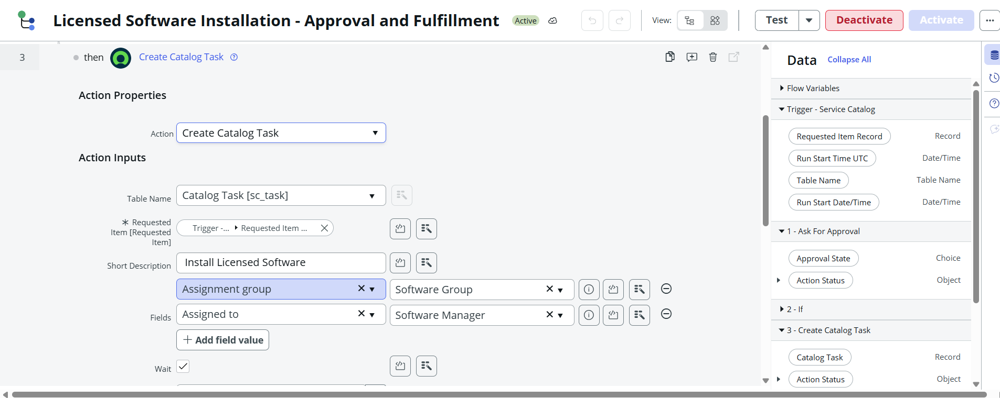 Licensed Software Installation - Approval and Fulfillment
Active
View:
Test
Deactivate
Activate
3
then
Create Catalog Task
Action Properties
Action
Create Catalog Task
Action Inputs
Table Name
Catalog Task [sc_task]
Requested
Item [Requested
Item]
Trigger -...
Requested Item ...
Short Description
Install Licensed Software
Assignment group
Software Group
Fields
Assigned to
Software Manager
Add field value
Wait
Data
Collapse All
Flow Variables
Trigger - Service Catalog
Requested Item Record
Record
Run Start Time UTC
Date/Time
Table Name
Table Name
Run Start Date/Time
Date/Time
1 - Ask For Approval
Approval State
Choice
Action Status
Object
2 - If
3 - Create Catalog Task
Catalog Task
Record
Action Status
Object